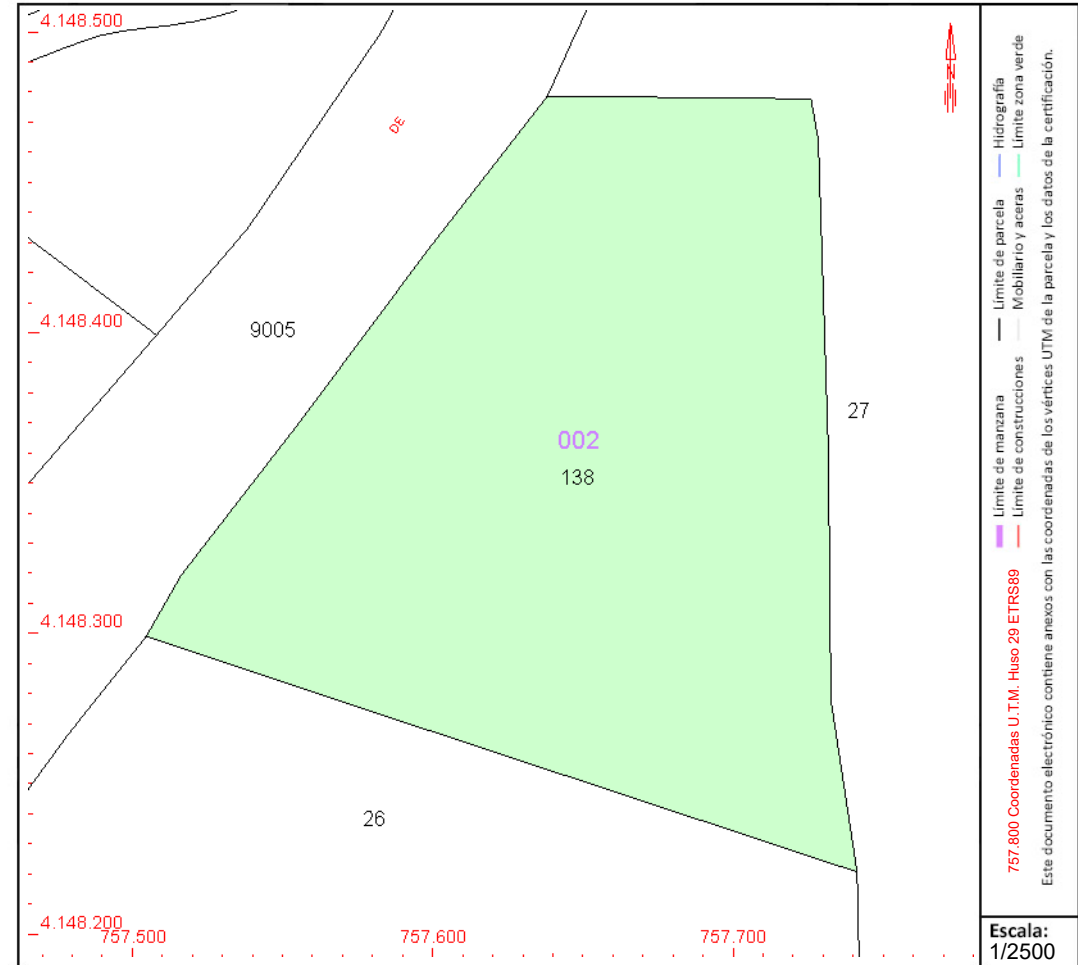 4.148.500
DE
4.148.400
9005
27
002
138
4.148.300
26
4.148.200
757.500
757.600
757.700
N
Límite de manzana
Límite de parcela
Hidrografía
757.800 Coordenadas U.T.M. Huso 29 ETRS89
Límite de construcciones
Mobiliario y aceras
Límite zona verde
Este documento electrónico contiene anexos con las coordenadas de los vértices UTM de la parcela y los datos de la certificación.
Escala:
1/2500